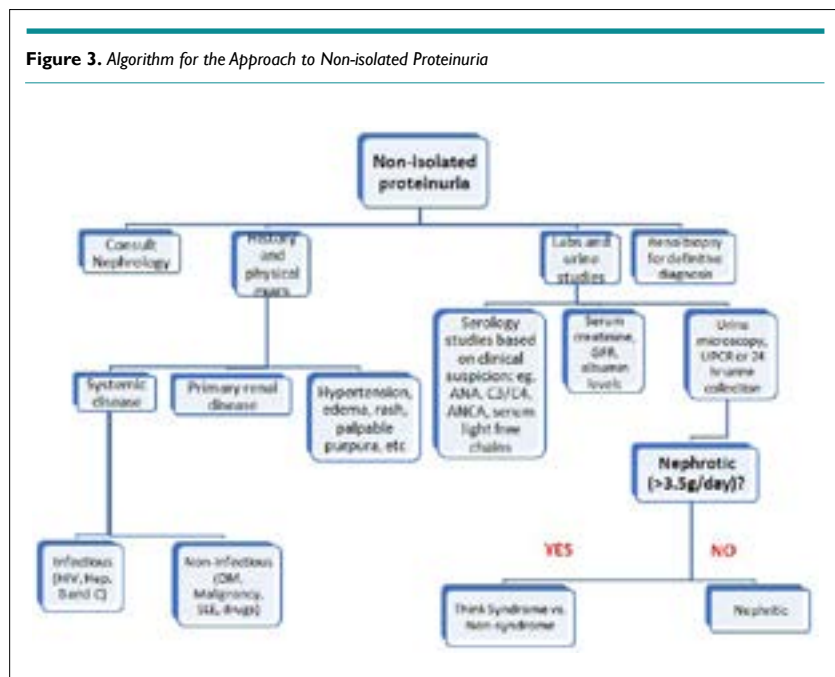 Figure 3. Algorithm for the Approach to Non-isolated Proteinuria
Non-isolated
proteinuria
Consult
Nephrology
History
and
physical
exam
Labs and
urine
studies
Renal biopsy
for definitive
diagnosis
Systemic
disease
Primary renal
disease
Hypertension,
edema, rash,
palpable
purpura, etc
Serology
studies based
on clinical
suspicion: eg,
ANA, C3/C4,
ANCA, serum
light free
chains
Serum
creatinine,
GFR,
albumin
levels
Urine
microscopy,
UPCR or 24
hr urine
collection
Nephrotic
(>3.5g/day)?
YES
NO
Infectious
(HIV, Hep.
B and C)
Non-Infectious
(DM,
Malignancy,
SLE, drugs)
Think Syndrome vs.
Non-syndrome
Nephritic